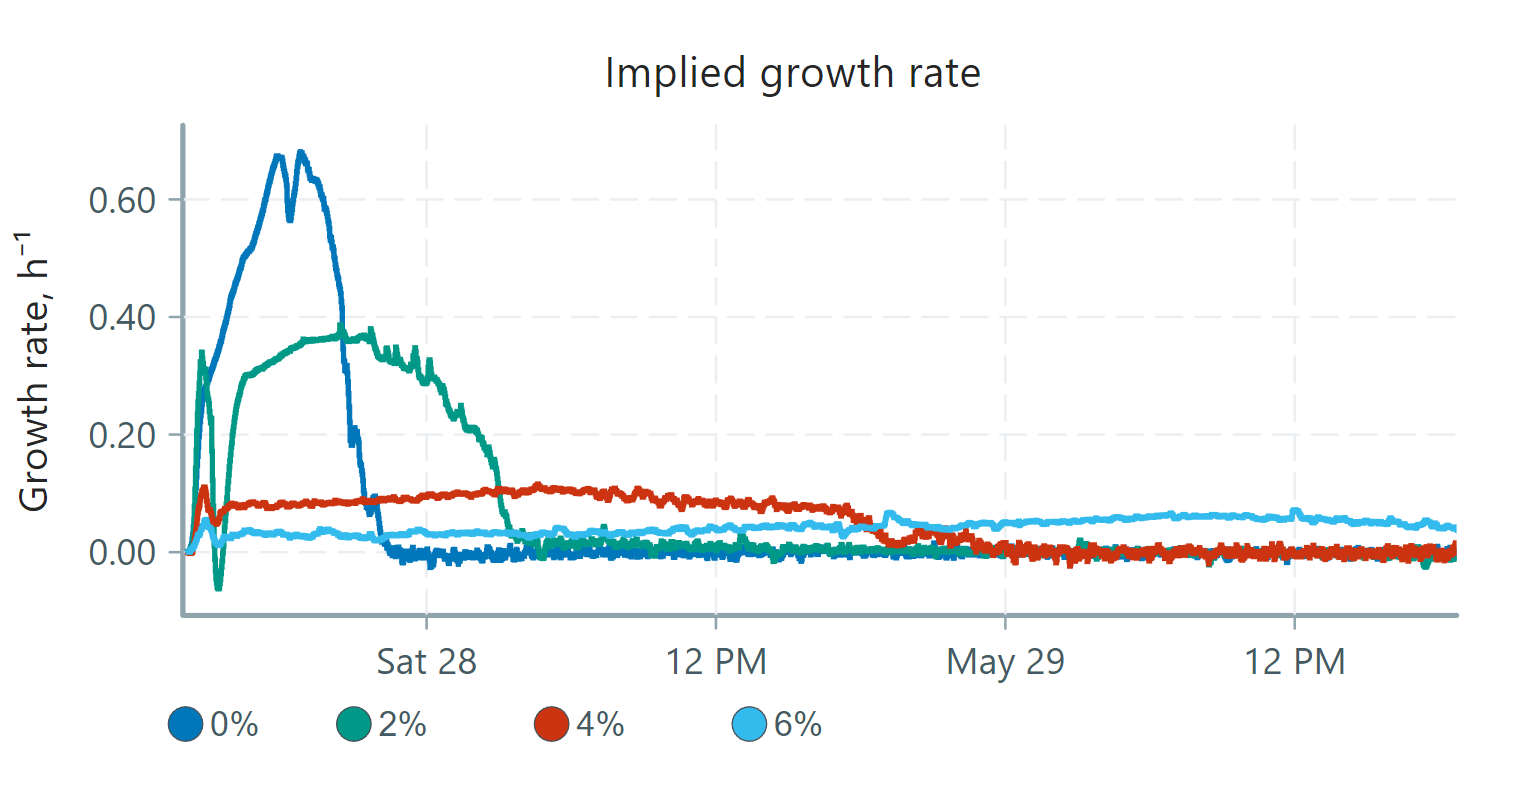 Implied growth rate
Growth rate, h⁻¹
0.60
0.40
0.20
0.00
Sat 28 12 PM May 29 12 PM
0% 2% 4% 6%